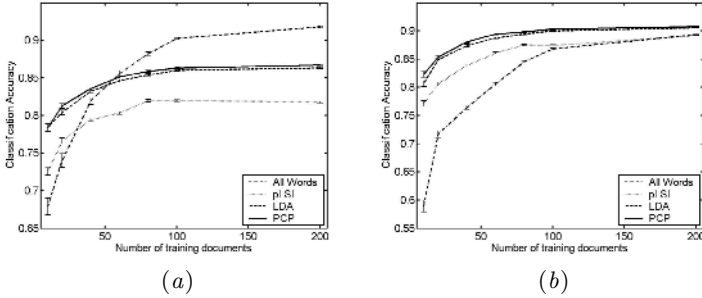 0.9
0.85
0.8
0.75
0.7
0.65
Classification Accuracy
0 50 100 150 200
Number of training documents
All Words
pLSI
LDA
PCP
(a)
0.9
0.85
0.8
0.75
0.7
0.65
0.6
0.55
Classification Accuracy
0 50 100 150 200
Number of training documents
All Words
pLSI
LDA
PCP
(b)